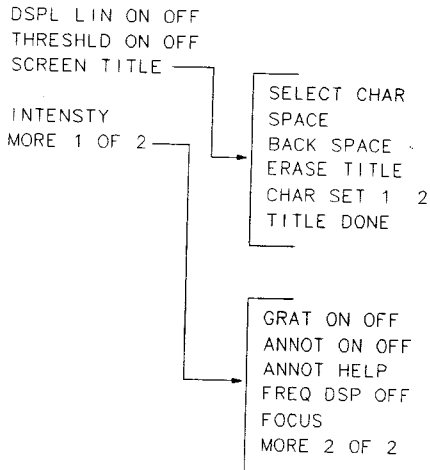 DSPL LIN ON OFF
THRESHLD ON OFF
SCREEN TITLE
INTENSTY
MORE 1 OF 2
SELECT CHAR
SPACE
BACK SPACE
ERASE TITLE
CHAR SET 1 2
TITLE DONE
GRAT ON OFF
ANNOT ON OFF
ANNOT HELP
FREQ DSP OFF
FOCUS
MORE 2 OF 2